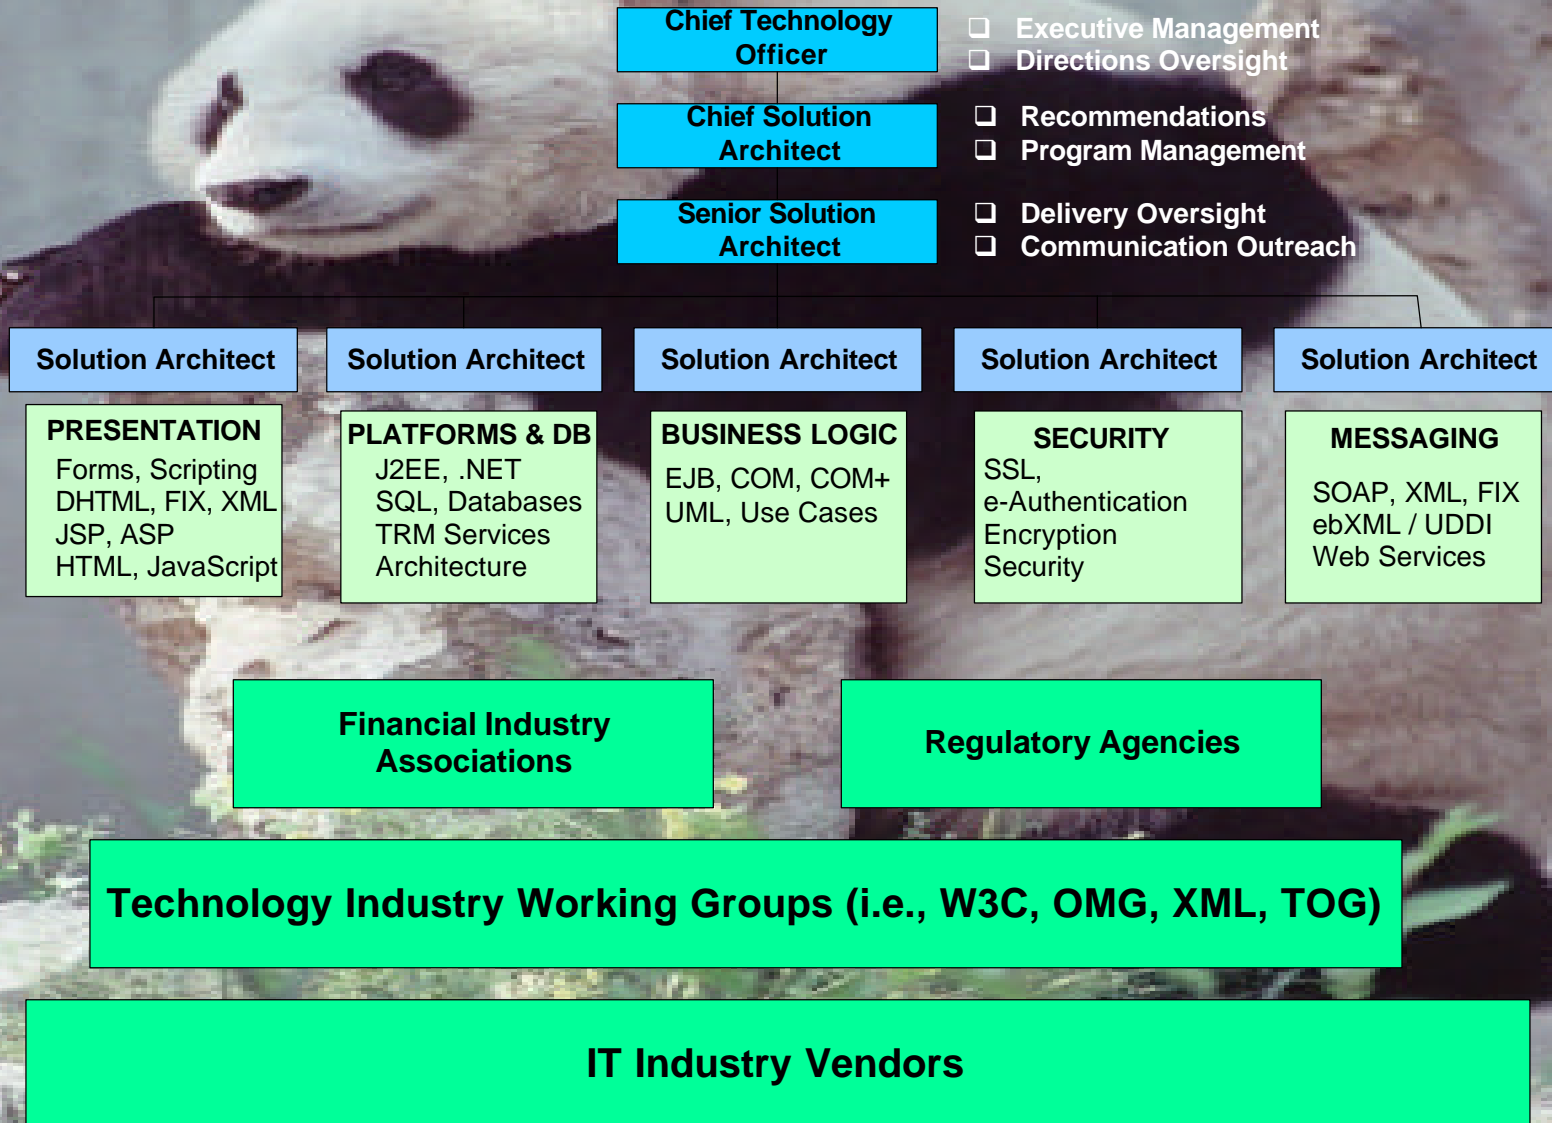 Chief Technology
Officer
❑ Executive Management
❑ Directions Oversight
Chief Solution
Architect
❑ Recommendations
❑ Program Management
Senior Solution
Architect
❑ Delivery Oversight
❑ Communication Outreach
Solution Architect
Solution Architect
Solution Architect
Solution Architect
Solution Architect
PRESENTATION
Forms, Scripting
DHTML, FIX, XML
JSP, ASP
HTML, JavaScript
PLATFORMS & DB
J2EE, .NET
SQL, Databases
TRM Services
Architecture
BUSINESS LOGIC
EJB, COM, COM+
UML, Use Cases
SECURITY
SSL,
e-Authentication
Encryption
Security
MESSAGING
SOAP, XML, FIX
ebXML / UDDI
Web Services
Financial Industry
Associations
Regulatory Agencies
Technology Industry Working Groups (i.e., W3C, OMG, XML, TOG)
IT Industry Vendors